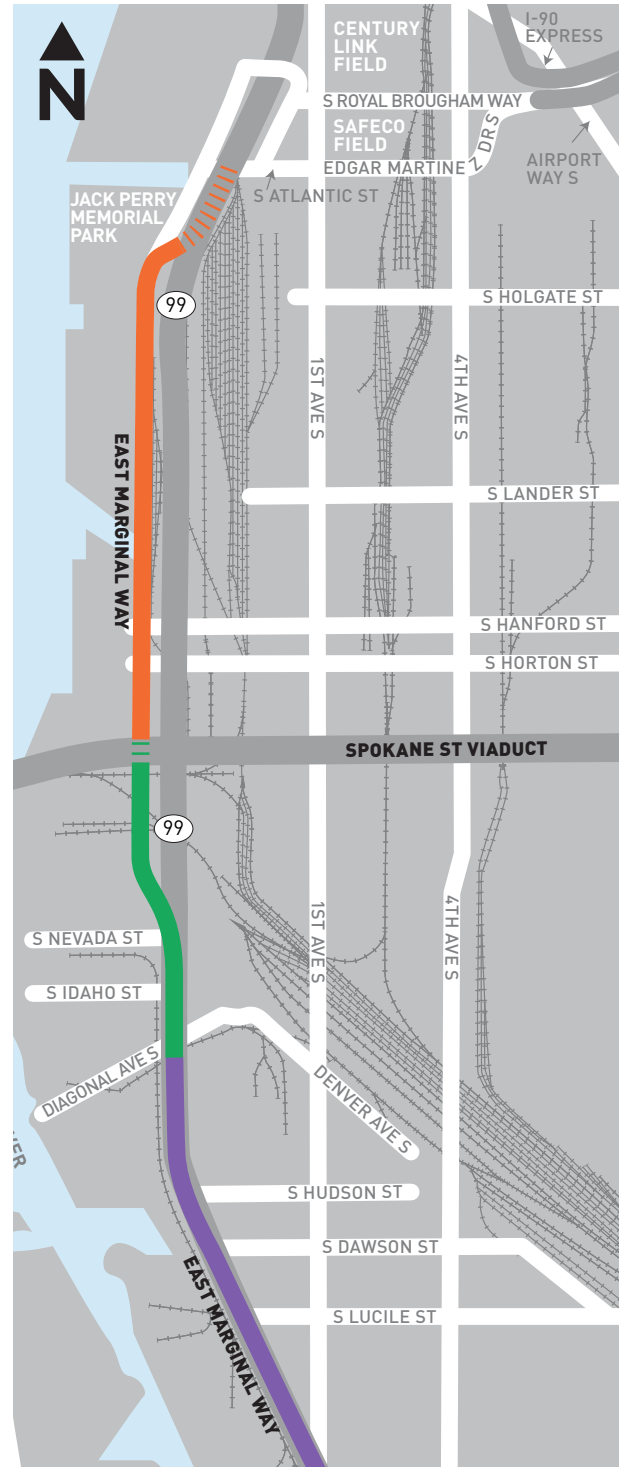 I-90
EXPRESS
CENTURY
LINK
FIELD
N
S ROYAL BROUGHAM WAY
SAFECO
FIELD
EDGAR MARTINEZ DR S
AIRPORT
WAY S
S ATLANTIC ST
JACK PERRY
MEMORIAL
PARK
99
S HOLGATE ST
1ST AVE S
4TH AVE S
EAST MARGINAL WAY
S LANDER ST
S HANFORD ST
S HORTON ST
SPOKANE ST VIADUCT
99
1ST AVE S
4TH AVE S
S NEVADA ST
S IDAHO ST
DIAGONAL AVE S
DENVER AVE S
S HUDSON ST
S DAWSON ST
EAST MARGINAL WAY
S LUCILE ST